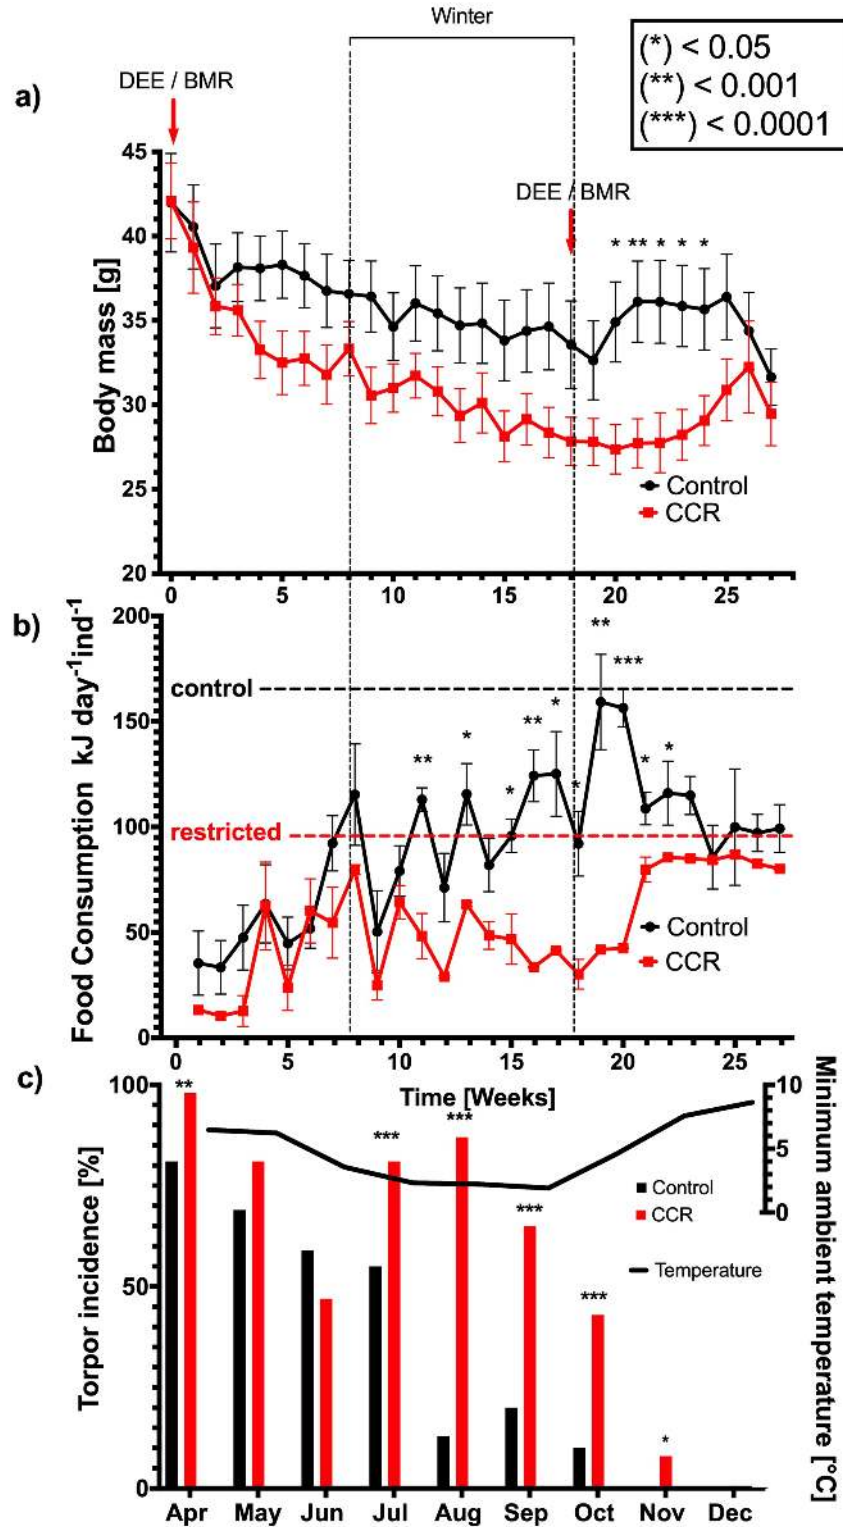 Winter
(*) < 0.05
(**) < 0.001
(***) < 0.0001
a)
DEE / BMR
DEE / BMR
* ** * * *
Body mass [g]
45
40
35
30
25
20
Control
CCR
0 5 10 15 20 25
b)
Food Consumption kJ day-1ind-1
200
150
100
50
0
control
restricted
** * * ** * * ** *** * *
Control
CCR
0 5 10 15 20 25
Time [Weeks]
c)
Torpor incidence [%]
100
50
0
** *** *** *** *** *
Control
CCR
Temperature
10
5
0
Minimum ambient temperature [°C]
Apr May Jun Jul Aug Sep Oct Nov Dec